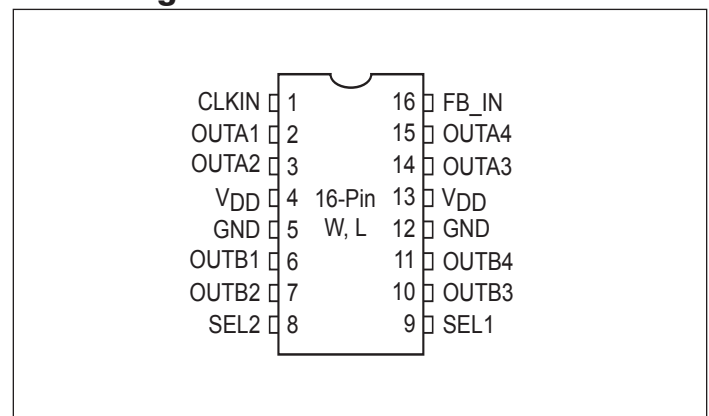 g
CLKIN 1 16 FB_IN
OUTA1 2 15 OUTA4
OUTA2 3 14 OUTA3
VDD 4 16-Pin 13 VDD
GND 5 W, L 12 GND
OUTB1 6 11 OUTB4
OUTB2 7 10 OUTB3
SEL2 8 9 SEL1